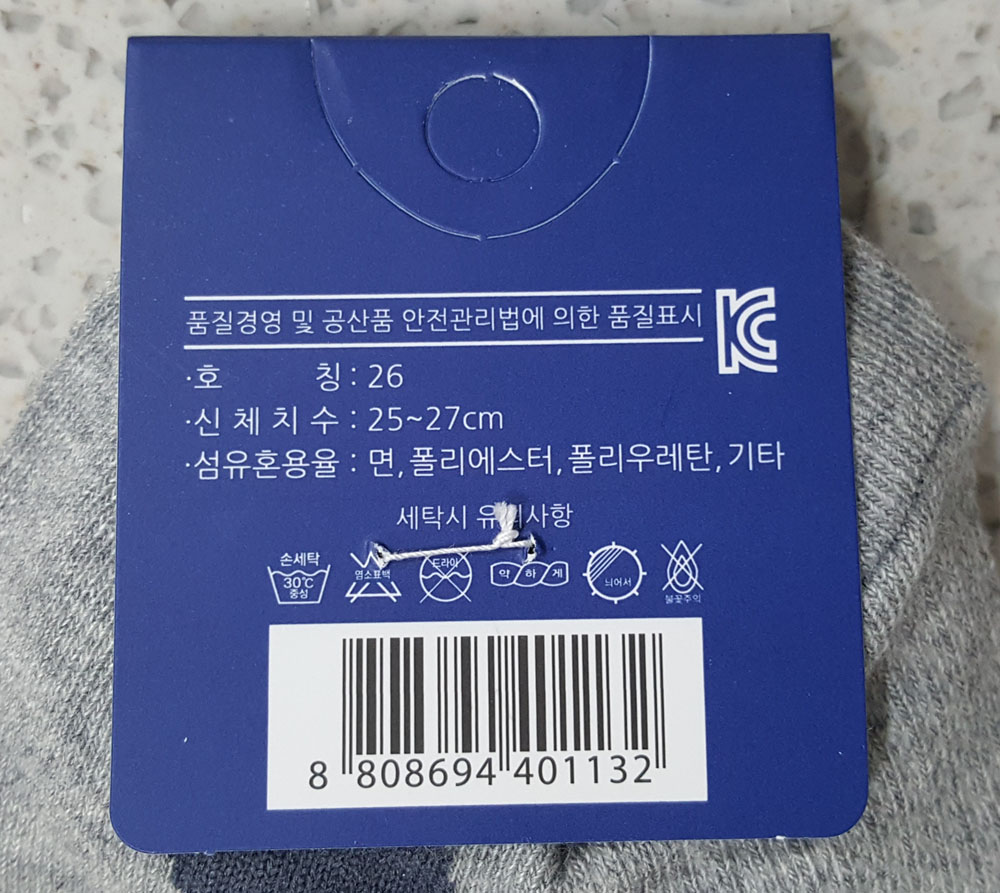 품질경영 및 공산품 안전관리법에 의한 품질표시
KC
·호 칭 : 26
·신 체 치 수 : 25~27cm
·섬유혼용율 : 면, 폴리에스터, 폴리우레탄, 기타
세탁시 유의사항
손세탁
30℃
중성
염소표백
드라이
약하게
늬어서
불꽃주의
8 808694 401132